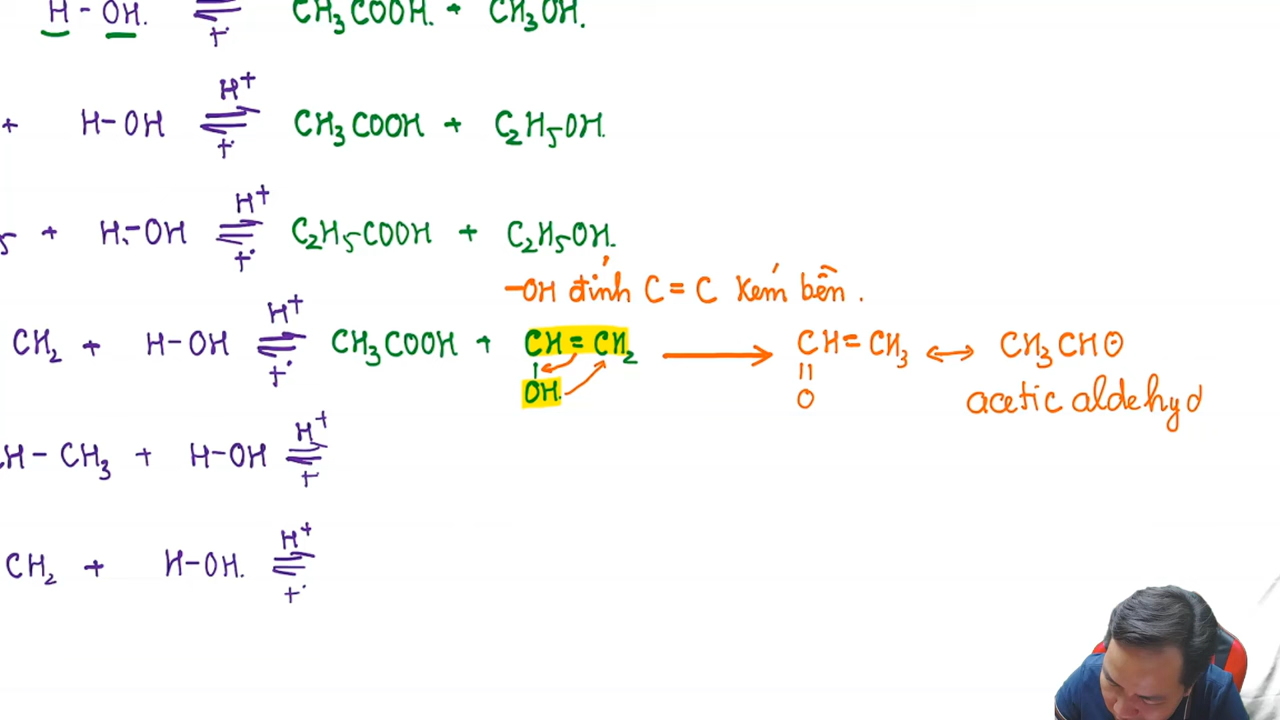 H-OH. ⇌ CH₃COOH. + CH₃OH.
t°
H⁺
+ H-OH ⇌ CH₃COOH + C₂H₅OH.
t°
H⁺
5 + H-OH ⇌ C₂H₅COOH + C₂H₅OH.
t°
-OH đính C=C kém bền.
H⁺
CH₂ + H-OH ⇌ CH₃COOH + CH=CH₂ → CH=CH₃ ↔ CH₃CHO
t° OH. O acetic aldehyd
H⁺
H-CH₃ + H-OH ⇌
t°
H⁺
CH₂ + H-OH. ⇌
t°